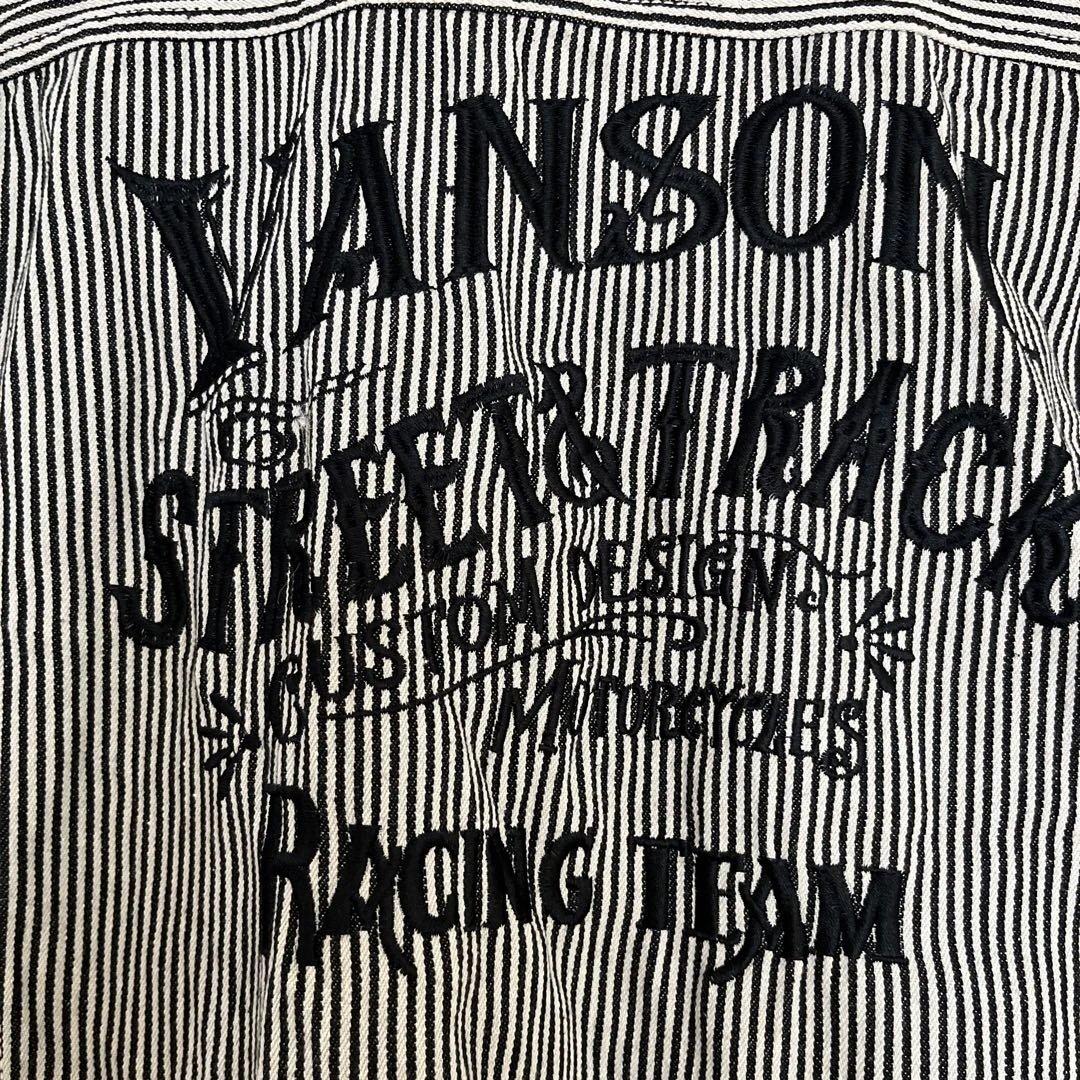 VANSON
STREET & TRACK
CUSTOM DESIGN
MOTORCYCLES
RACING TEAM